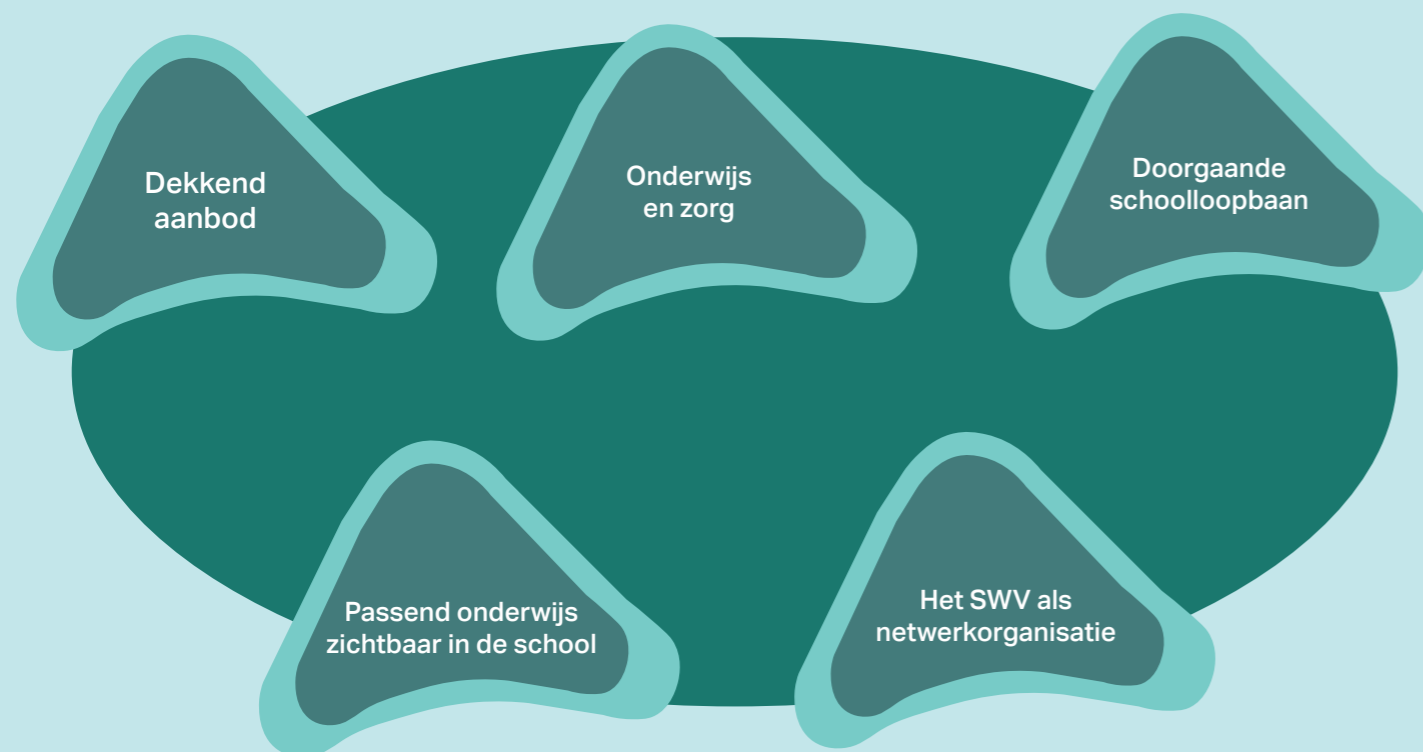 Dekkend
aanbod
Onderwijs
en zorg
Doorgaande
schoolloopbaan
Passend onderwijs
zichtbaar in de school
Het SWV als
netwerkorganisatie